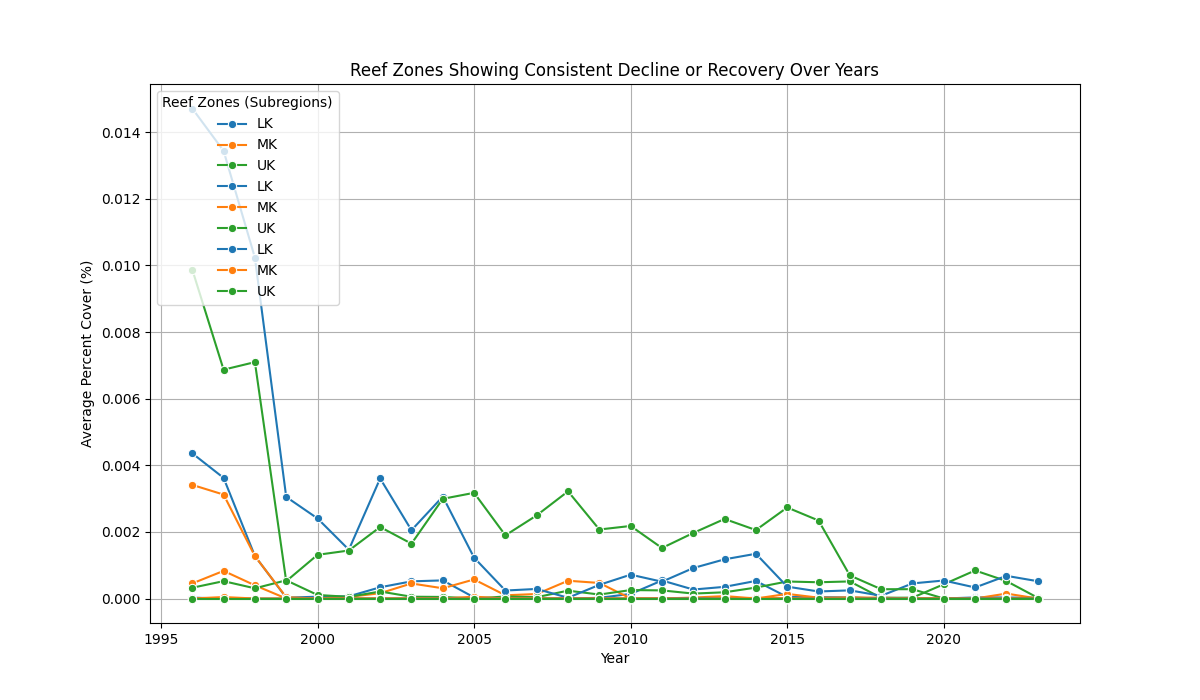 Reef Zones Showing Consistent Decline or Recovery Over Years
Reef Zones (Subregions)
LK
MK
UK
LK
MK
UK
LK
MK
UK
Average Percent Cover (%)
0.014
0.012
0.010
0.008
0.006
0.004
0.002
0.000
1995
2000
2005
2010
2015
2020
Year